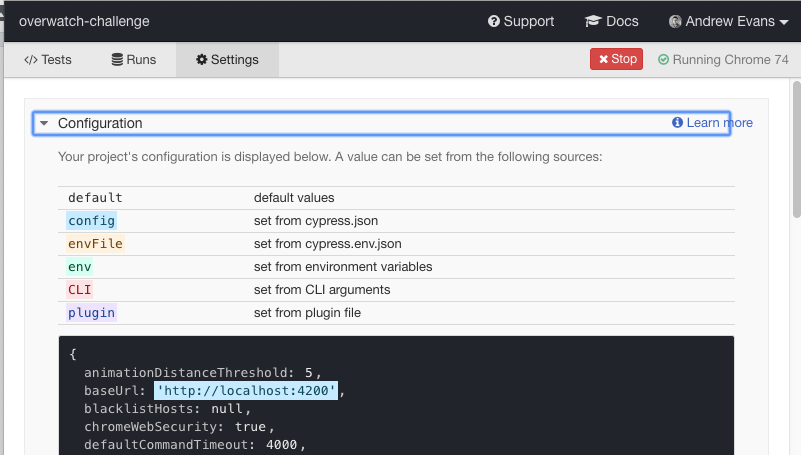 overwatch-challenge Support Docs Andrew Evans
</> Tests Runs Settings Stop Running Chrome 74
Configuration Learn more
Your project's configuration is displayed below. A value can be set from the following sources:
default default values
config set from cypress.json
envFile set from cypress.env.json
env set from environment variables
CLI set from CLI arguments
plugin set from plugin file
{
animationDistanceThreshold: 5,
baseUrl: 'http://localhost:4200',
blacklistHosts: null,
chromeWebSecurity: true,
defaultCommandTimeout: 4000,